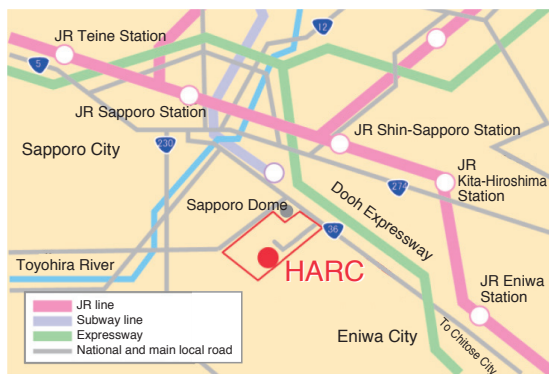 JR Teine Station
12
5
JR Sapporo Station
JR Shin-Sapporo Station
230
Sapporo City
JR
Kita-Hiroshima
Station
274
Sapporo Dome
Dooh Expressway
36
Toyohira River
HARC
JR Eniwa
Station
JR line
Subway line
Expressway
National and main local road
Eniwa City
To Chitose City